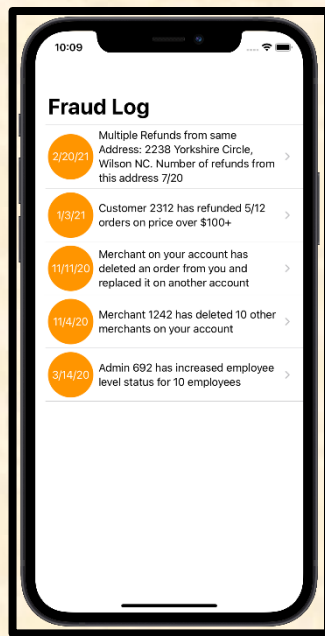 10:09
Fraud Log
2/20/21
Multiple Refunds from same
Address: 2238 Yorkshire Circle,
Wilson NC. Number of refunds from
this address 7/20
1/3/21
Customer 2312 has refunded 5/12
orders on price over $100+
11/11/20
Merchant on your account has
deleted an order from you and
replaced it on another account
11/4/20
Merchant 1242 has deleted 10 other
merchants on your account
3/14/20
Admin 692 has increased employee
level status for 10 employees